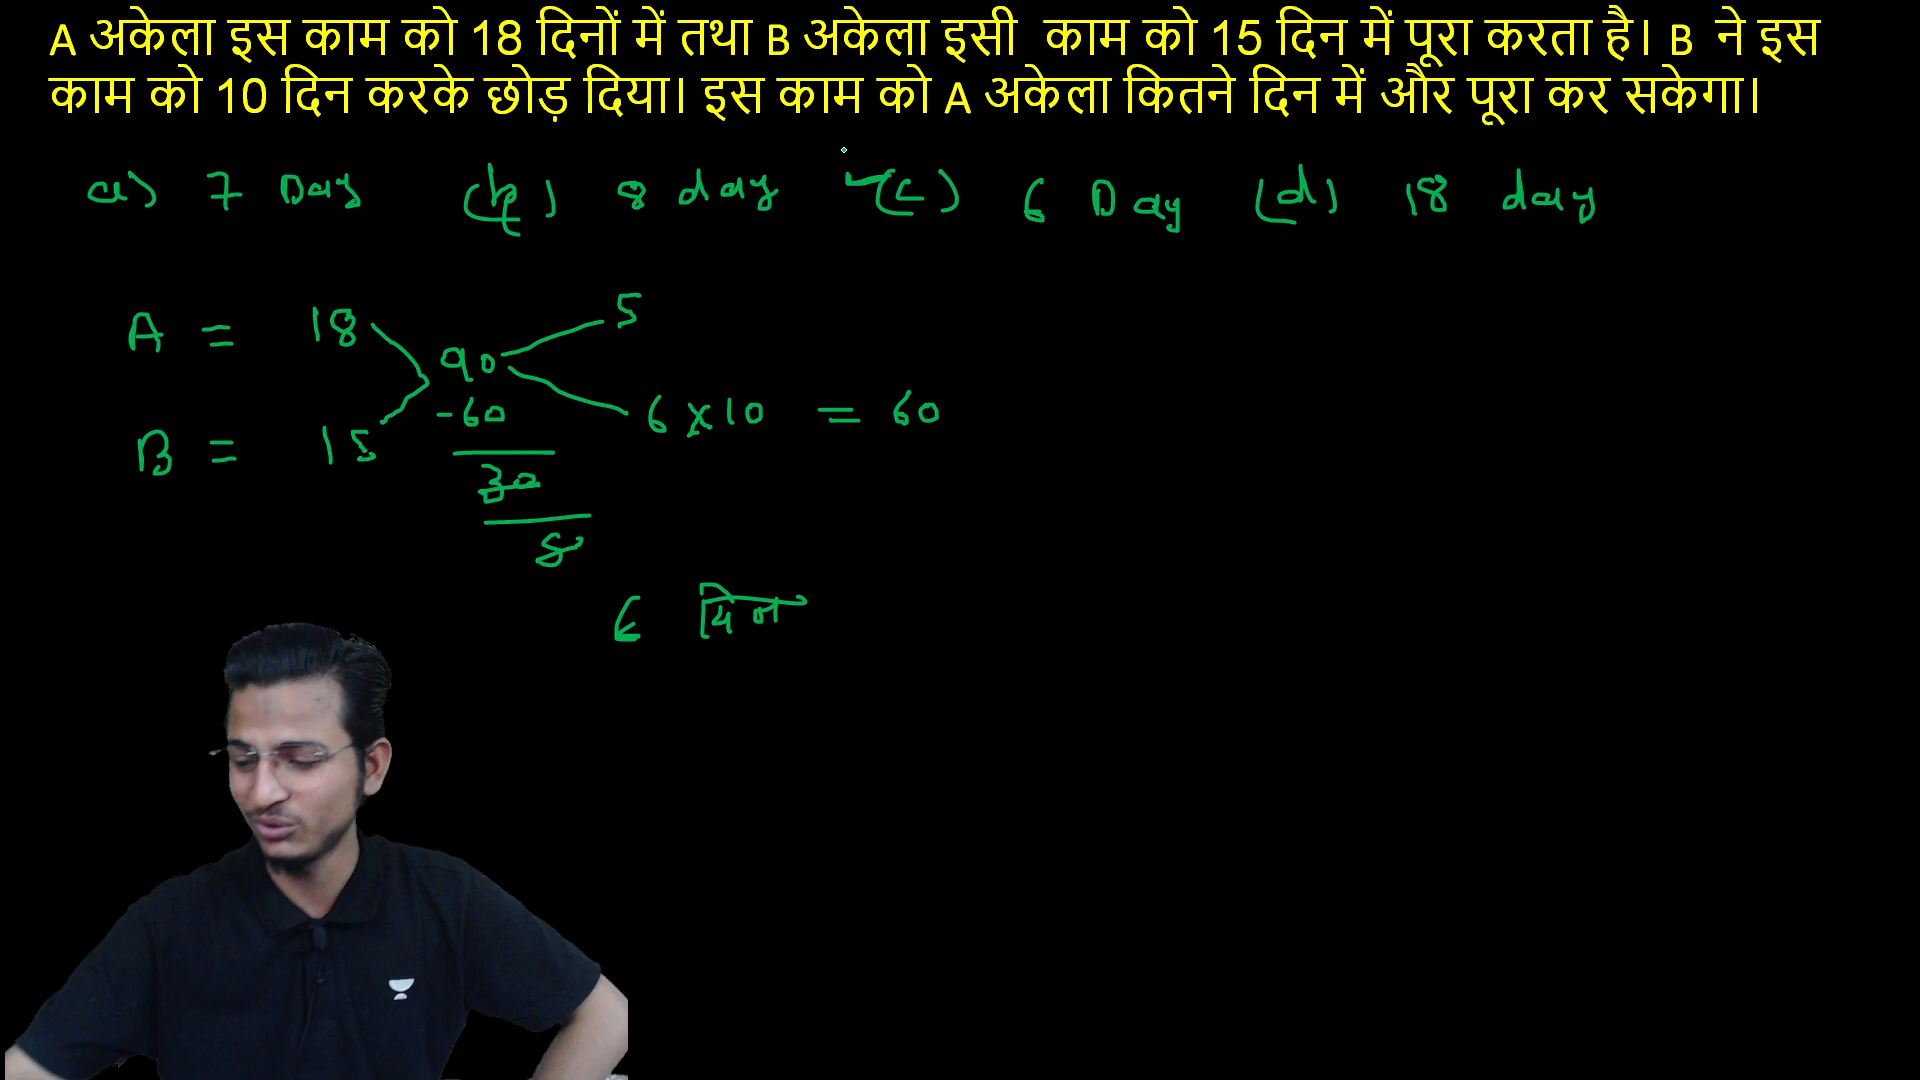 A अकेला इस काम को 18 दिनों में तथा B अकेला इसी काम को 15 दिन में पूरा करता है। B ने इस
काम को 10 दिन करके छोड़ दिया। इस काम को A अकेला कितने दिन में और पूरा कर सकेगा।
a) 7 Day (b) 8 day (c) 6 Day (d) 18 day
A = 18
5
90
-60
6 x 10 = 60
B = 15
30
5
6 दिन